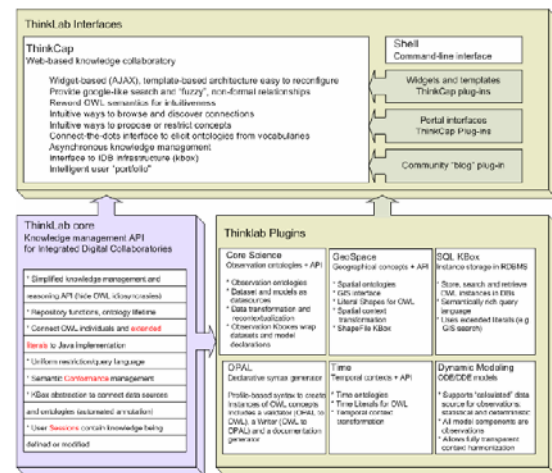 ThinkLab Interfaces
ThinkCap
Web-based knowledge collaboratory
Widget-based (AJAX), template-based architecture easy to reconfigure
Provide google-like search and "fuzzy", non-formal relationships
Reword OWL semantics for intuitiveness
Intuitive ways to browse and discover connections
Intuitive ways to propose or restrict concepts
Connect-the-dots interface to elicit ontologies from vocabularies
Asynchronous knowledge management
Interface to IDB infrastructure (kbox)
Intelligent user "portfolio"
Shell
Command-line interface
Widgets and templates
ThinkCap plug-ins
Portal interfaces
ThinkCap Plug-ins
Community "blog" plug-in
ThinkLab core
Knowledge management API
for Integrated Digital Collaboratories
* Simplified knowledge management and
reasoning API (hide OWL idiosyncrasies)
* Repository functions, ontology lifetime
* Connect OWL individuals and extended
literals to Java implementation
* Uniform restriction/query language
* Semantic Conformance management
* KBox abstraction to connect data sources
and ontologies (automated annotation)
* User Sessions contain knowledge being
defined or modified
Thinklab Plugins
Core Science
Observation ontologies + API
* Observation ontologies
* Dataset and models as
datasources
* Data transformation and
recontextualization
* Observation Kboxes wrap
datasets and model
declarations
GeoSpace
Geographical concepts + API
* Spatial ontologies
* GIS interface
* Literal Shapes for OWL
* Spatial context
transformation
* ShapeFile KBox
SQL KBox
Instance storage in RDBMS
* Store, search and retrieve
OWL instances in DBs
* Semantically rich query
language
* Uses extended literals (e.g.
GIS search)
OPAL
Declarative syntax generator
Profile-based syntax to create
instances of OWL concepts
includes a validator (OPAL to
OWL), a Writer (OWL to
OPAL) and a documentation
generator
Time
Temporal contexts + API
* Time ontologies
* Time Literals for OWL
* Temporal context
transformation
Dynamic Modeling
ODE/DDE models
* Supports "calculated" data
source for observations,
statistical and deterministic
* All model components are
observations
* Allows fully transparent
context harmonization